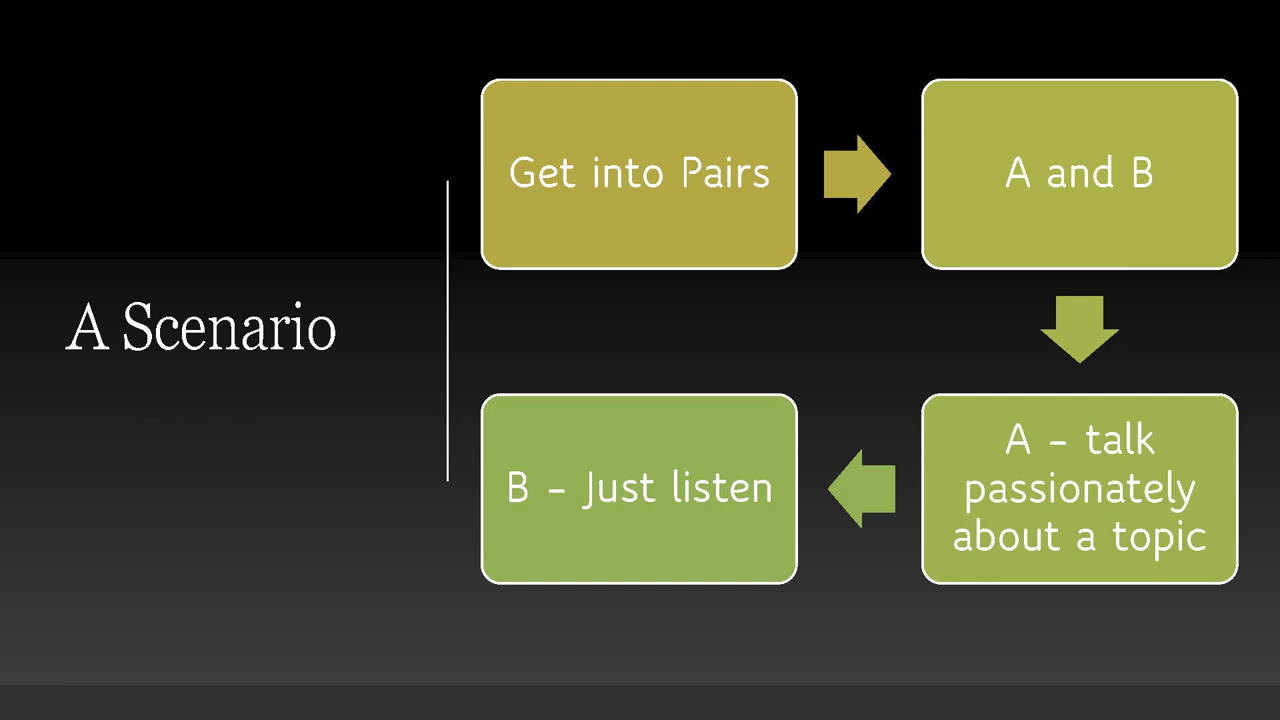 A Scenario
Get into Pairs
A and B
A – talk
passionately
about a topic
B – Just listen